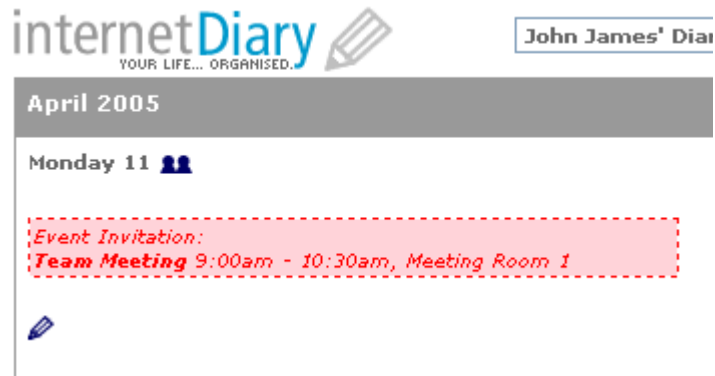 internetDiary
YOUR LIFE... ORGANISED.
John James' Diar
April 2005
Monday 11
Event Invitation:
Team Meeting 9:00am - 10:30am, Meeting Room 1